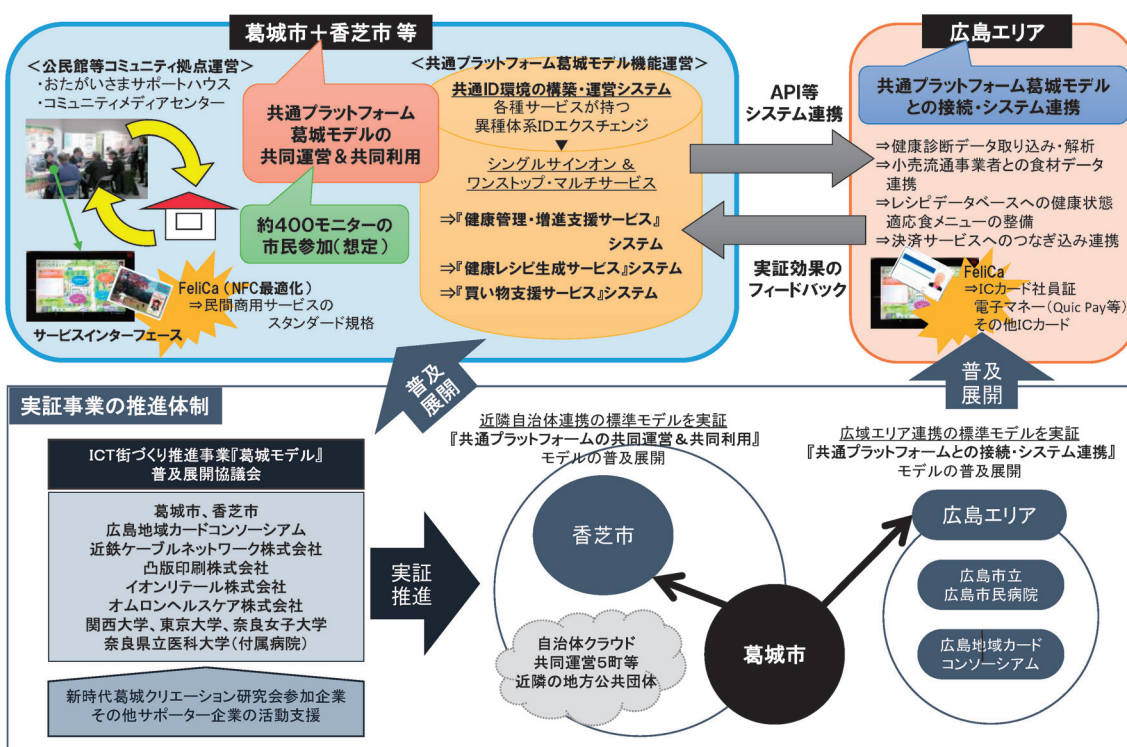 葛城市＋香芝市 等
＜公民館等コミュニティ拠点運営＞
・おたがいさまサポートハウス
・コミュニティメディアセンター
共通プラットフォーム
葛城モデルの
共同運営＆共同利用
約400モニターの
市民参加（想定）
FeliCa（NFC最適化）
⇒民間商用サービスの
スタンダード規格
サービスインターフェース
＜共通プラットフォーム葛城モデル機能運営＞
共通ID環境の構築・運営システム
各種サービスが持つ
異種体系IDエクスチェンジ
▼
シングルサインオン ＆
ワンストップ・マルチサービス
⇒『健康管理・増進支援サービス』
システム
⇒『健康レシピ生成サービス』システム
⇒『買い物支援サービス』システム
API等
システム連携
実証効果の
フィードバック
広島エリア
共通プラットフォーム葛城モデル
との接続・システム連携
⇒健康診断データ取り込み・解析
⇒小売流通事業者との食材データ
連携
⇒レシピデータベースへの健康状態
適応食メニューの整備
⇒決済サービスへのつなぎ込み連携
FeliCa
⇒ICカード社員証
電子マネー（Quic Pay等）
その他ICカード
普及
展開
普及
展開
実証事業の推進体制
ICT街づくり推進事業『葛城モデル』
普及展開協議会
葛城市、香芝市
広島地域カードコンソーシアム
近鉄ケーブルネットワーク株式会社
凸版印刷株式会社
イオンリテール株式会社
オムロンヘルスケア株式会社
関西大学、東京大学、奈良女子大学
奈良県立医科大学（付属病院）
新時代葛城クリエーション研究会参加企業
その他サポーター企業の活動支援
実証
推進
近隣自治体連携の標準モデルを実証
『共通プラットフォームの共同運営＆共同利用』
モデルの普及展開
香芝市
自治体クラウド
共同運営5町等
近隣の地方公共団体
葛城市
広域エリア連携の標準モデルを実証
『共通プラットフォームとの接続・システム連携』
モデルの普及展開
広島エリア
広島市立
広島市民病院
広島地域カード
コンソーシアム